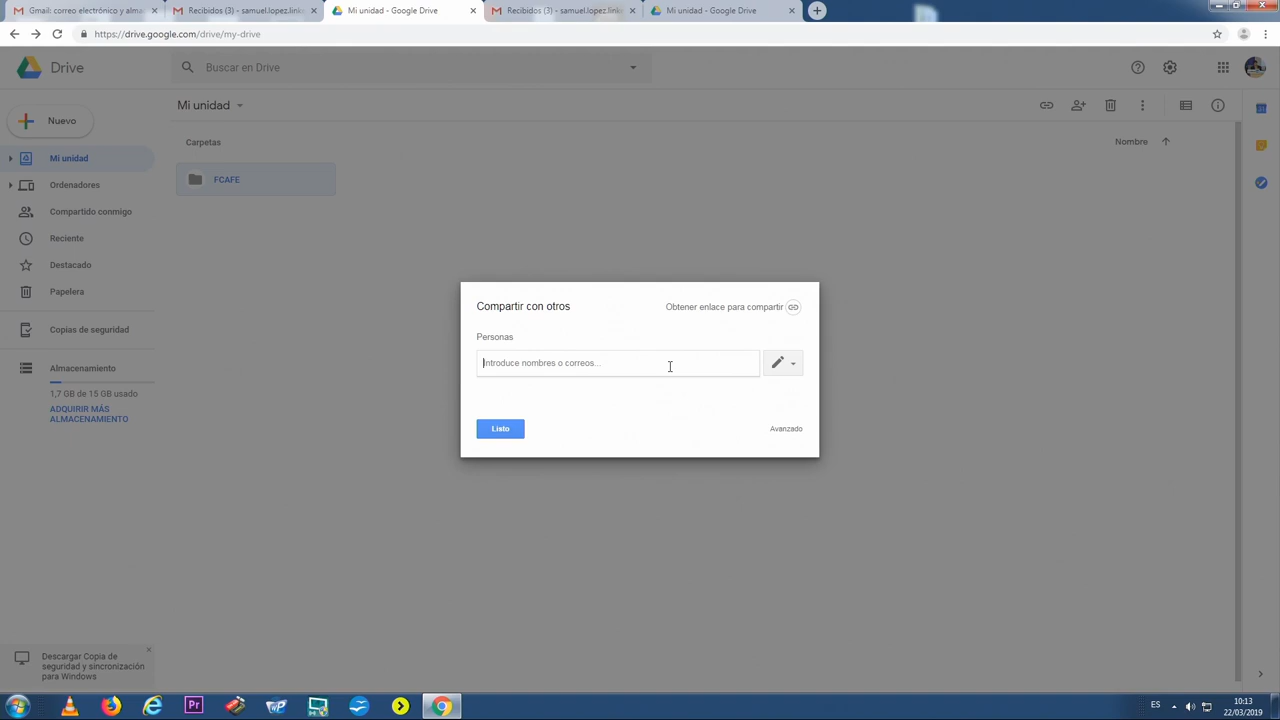 Gmail: correo electrónico y alma
Recibidos (3) - samuel.lopez.link
Mi unidad - Google Drive
Recibidos (3) - samuel.lopez.link
Mi unidad - Google Drive
https://drive.google.com/drive/my-drive
Drive
Buscar en Drive
Nuevo
Mi unidad
Nombre
Carpetas
FCAFE
Mi unidad
Ordenadores
Compartido conmigo
Reciente
Destacado
Papelera
Copias de seguridad
Almacenamiento
1,7 GB de 15 GB usado
ADQUIRIR MÁS
ALMACENAMIENTO
Compartir con otros
Obtener enlace para compartir
Personas
Introduce nombres o correos...
Listo
Avanzado
Descargar Copia de
seguridad y sincronización
para Windows
Pr
WP
ES
10:13
22/03/2019